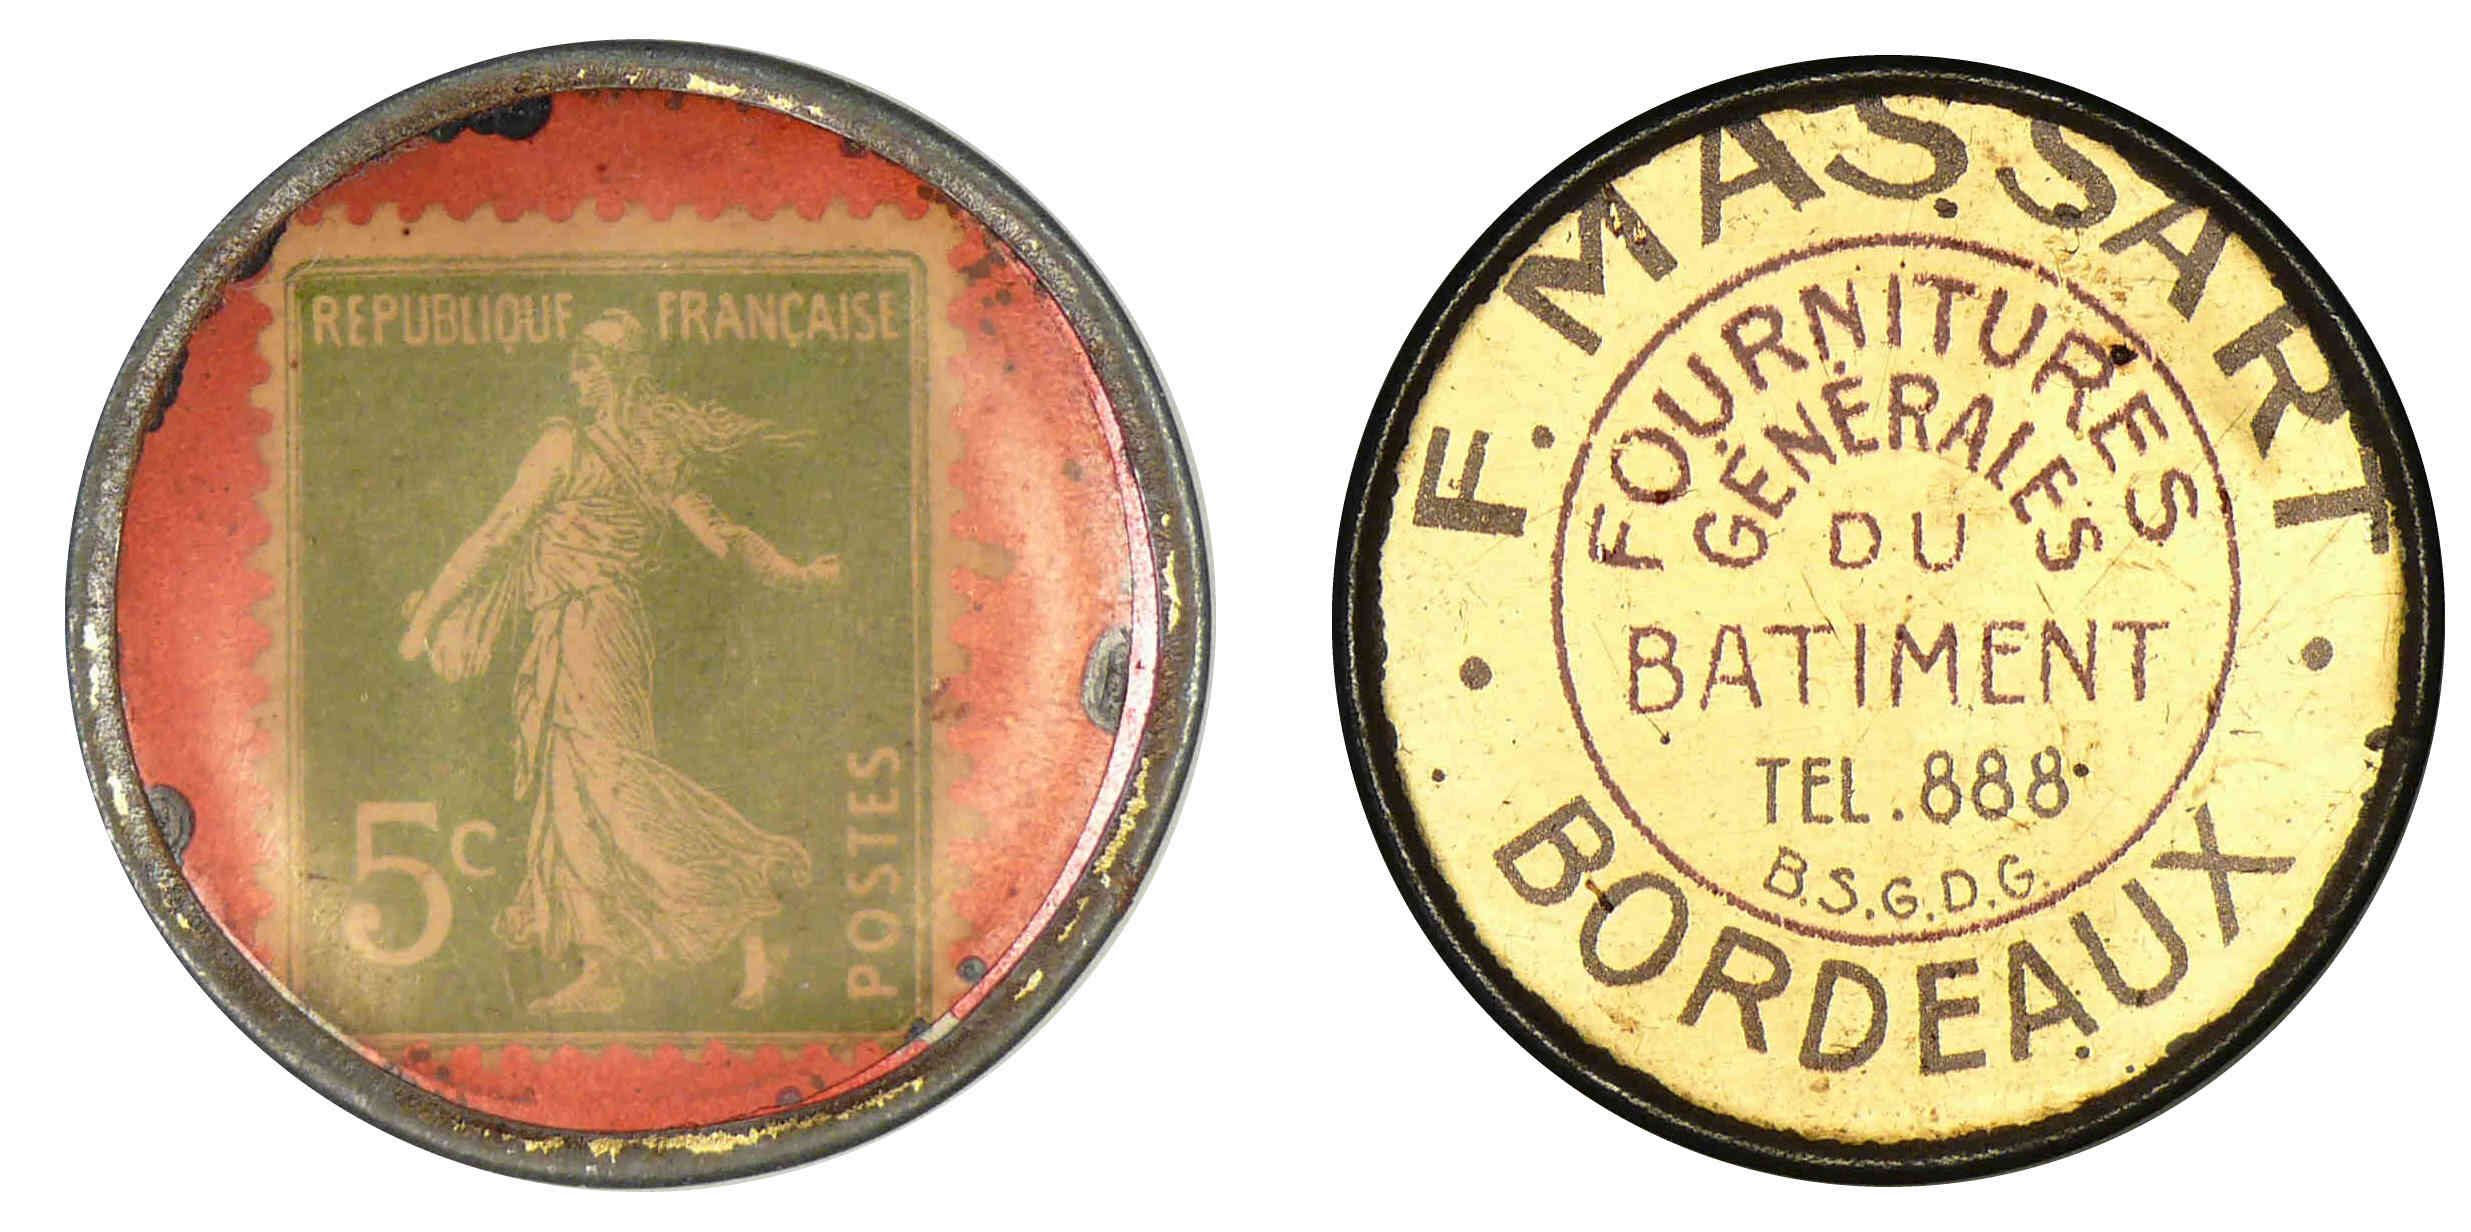 REPUBLIQUE FRANÇAISE
5c
POSTES
F. MASSART
FOURNITURES
GÉNÉRALES
DU
BATIMENT
TEL. 888
B.S.G.D.G.
BORDEAUX